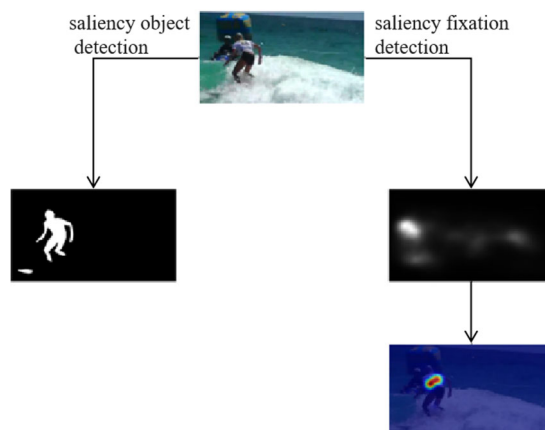 saliency object
detection
saliency fixation
detection